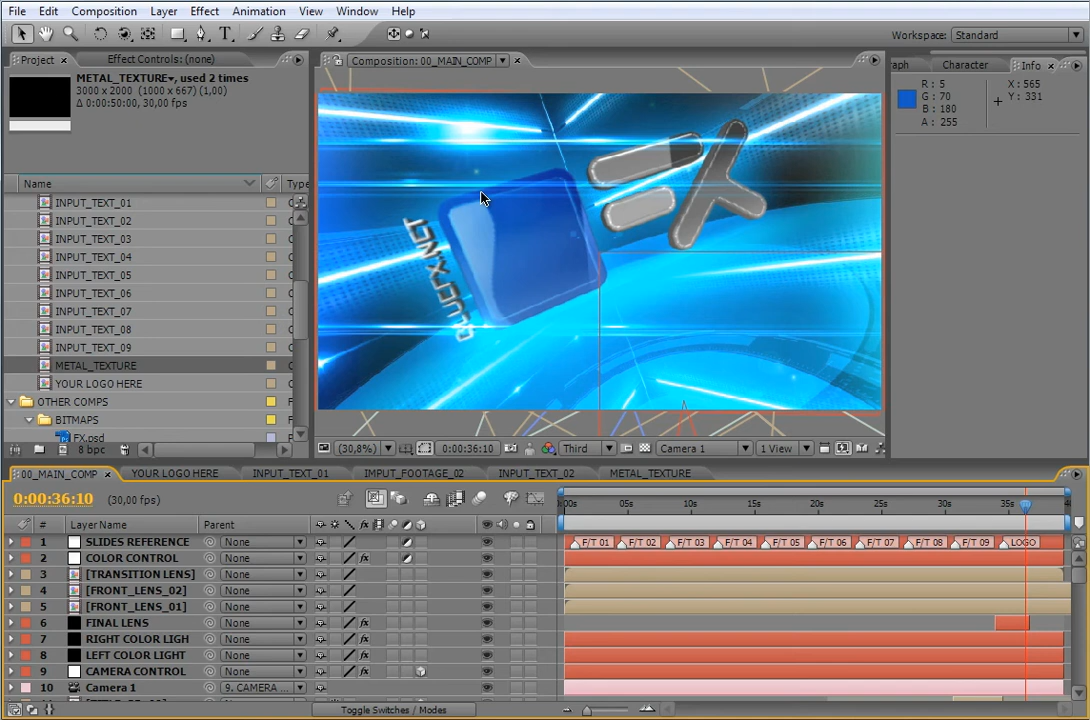 File Edit Composition Layer Effect Animation View Window Help
Workspace: Standard
Project Effect Controls: (none)
Composition: 00_MAIN_COMP
raph Character Info
METAL_TEXTURE, used 2 times
3000 x 2000 (1000 x 667) (1,00)
Δ 0:00:50:00, 30,00 fps
R : 5
G : 70
B : 180
A : 255
X : 565
Y : 331
Name Type
INPUT_TEXT_01
INPUT_TEXT_02
INPUT_TEXT_03
INPUT_TEXT_04
INPUT_TEXT_05
INPUT_TEXT_06
INPUT_TEXT_07
INPUT_TEXT_08
INPUT_TEXT_09
METAL_TEXTURE
YOUR LOGO HERE
OTHER COMPS
BITMAPS
FX.psd
8 bpc
(30,8%) 0:00:36:10 Third Camera 1 1 View
00_MAIN_COMP YOUR LOGO HERE INPUT_TEXT_01 IMPUT_FOOTAGE_02 INPUT_TEXT_02 METAL_TEXTURE
0:00:36:10 (30,00 fps)
:00s 05s 10s 15s 20s 25s 30s 35s
# Layer Name Parent
1 SLIDES REFERENCE None F/T 01 F/T 02 F/T 03 F/T 04 F/T 05 F/T 06 F/T 07 F/T 08 F/T 09 LOGO
2 COLOR CONTROL fx None
3 [TRANSITION LENS] None
4 [FRONT_LENS_02] None
5 [FRONT_LENS_01] None
6 FINAL LENS None fx
7 RIGHT COLOR LIGH None fx
8 LEFT COLOR LIGHT None fx
9 CAMERA CONTROL None fx
10 Camera 1 9. CAMERA ...
Toggle Switches / Modes